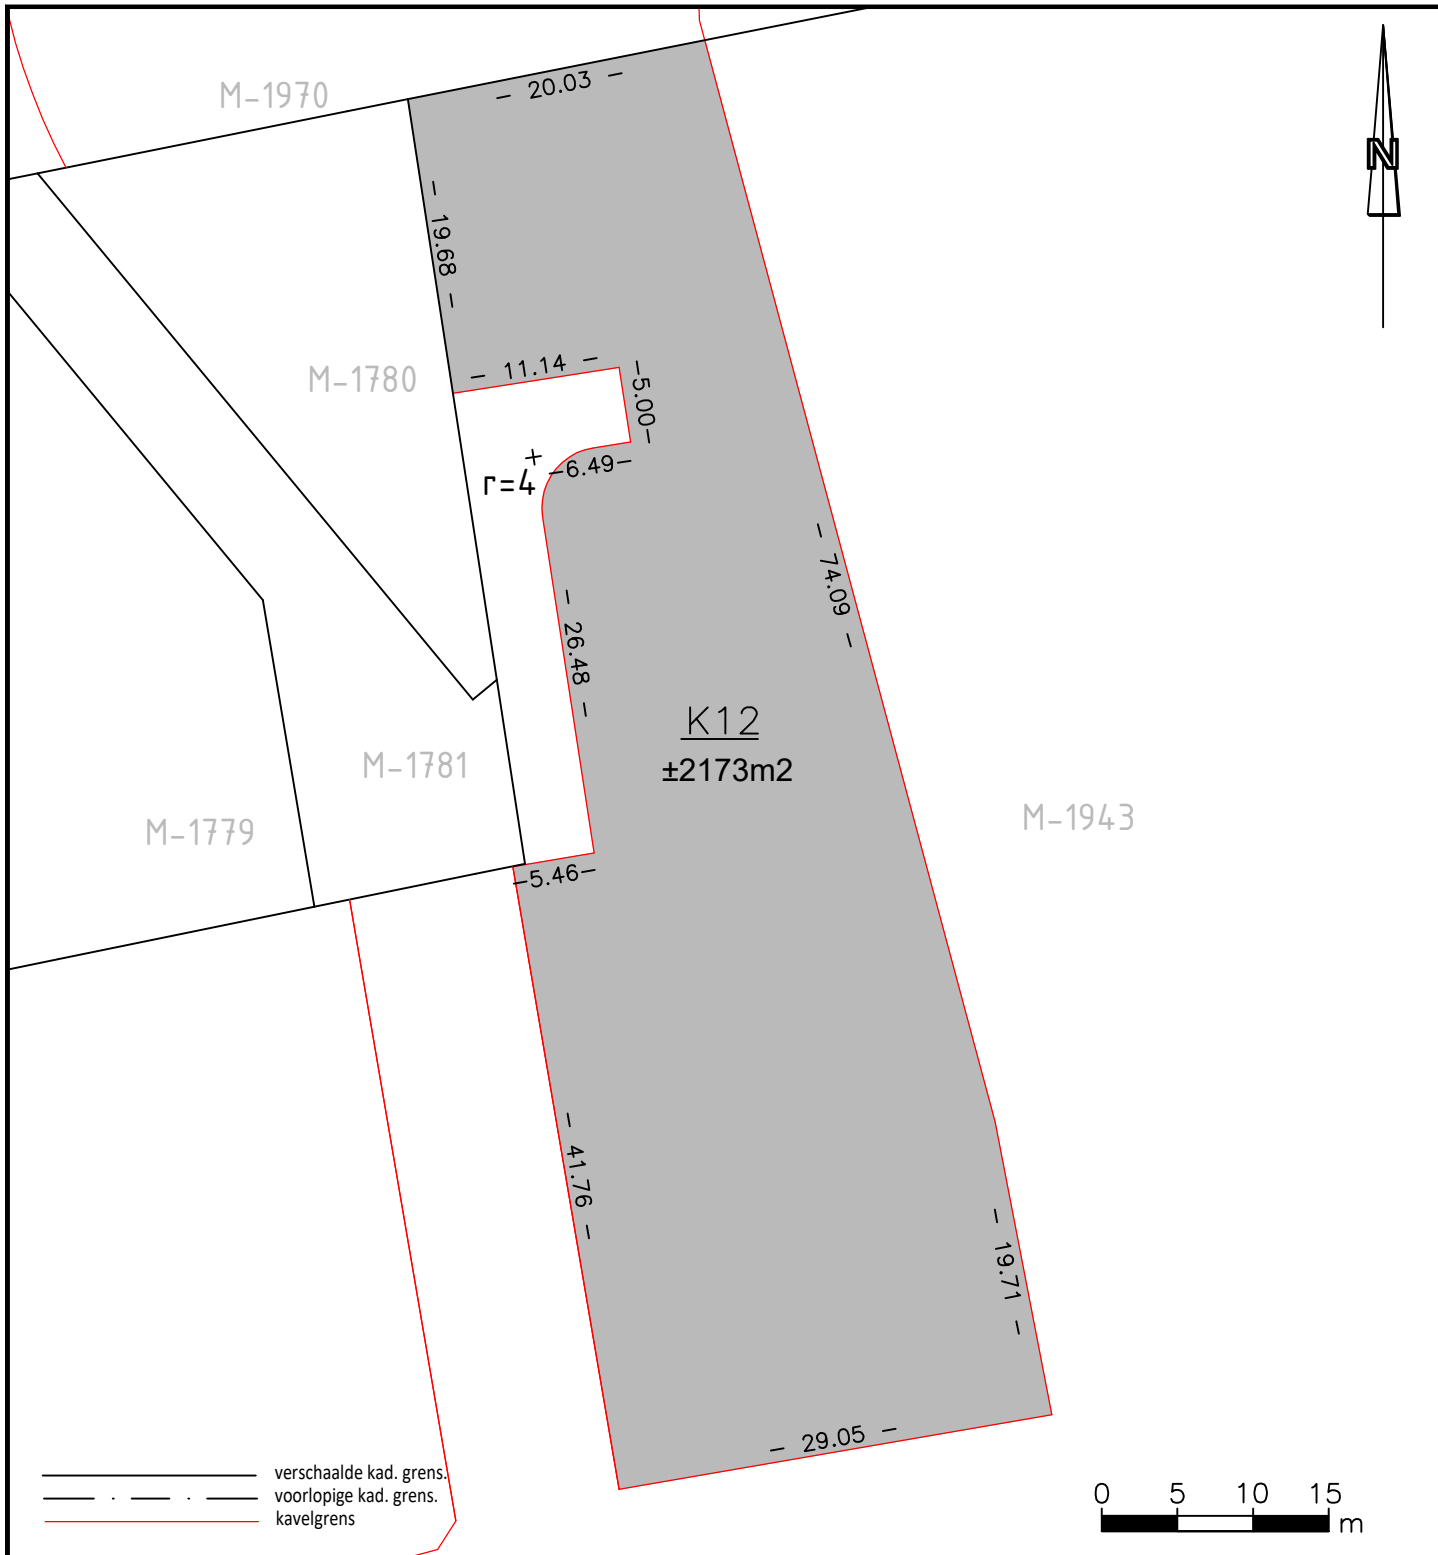 M-1970
– 20.03 –
N
– 19.68 –
M-1780
– 11.14 –
-5.00-
r=4
-6.49-
– 74.09 –
– 26.48 –
K12
±2173m2
M-1781
M-1779
M-1943
-5.46-
– 41.76 –
– 19.71 –
– 29.05 –
verschaalde kad. grens.
voorlopige kad. grens.
kavelgrens
0 5 10 15
m